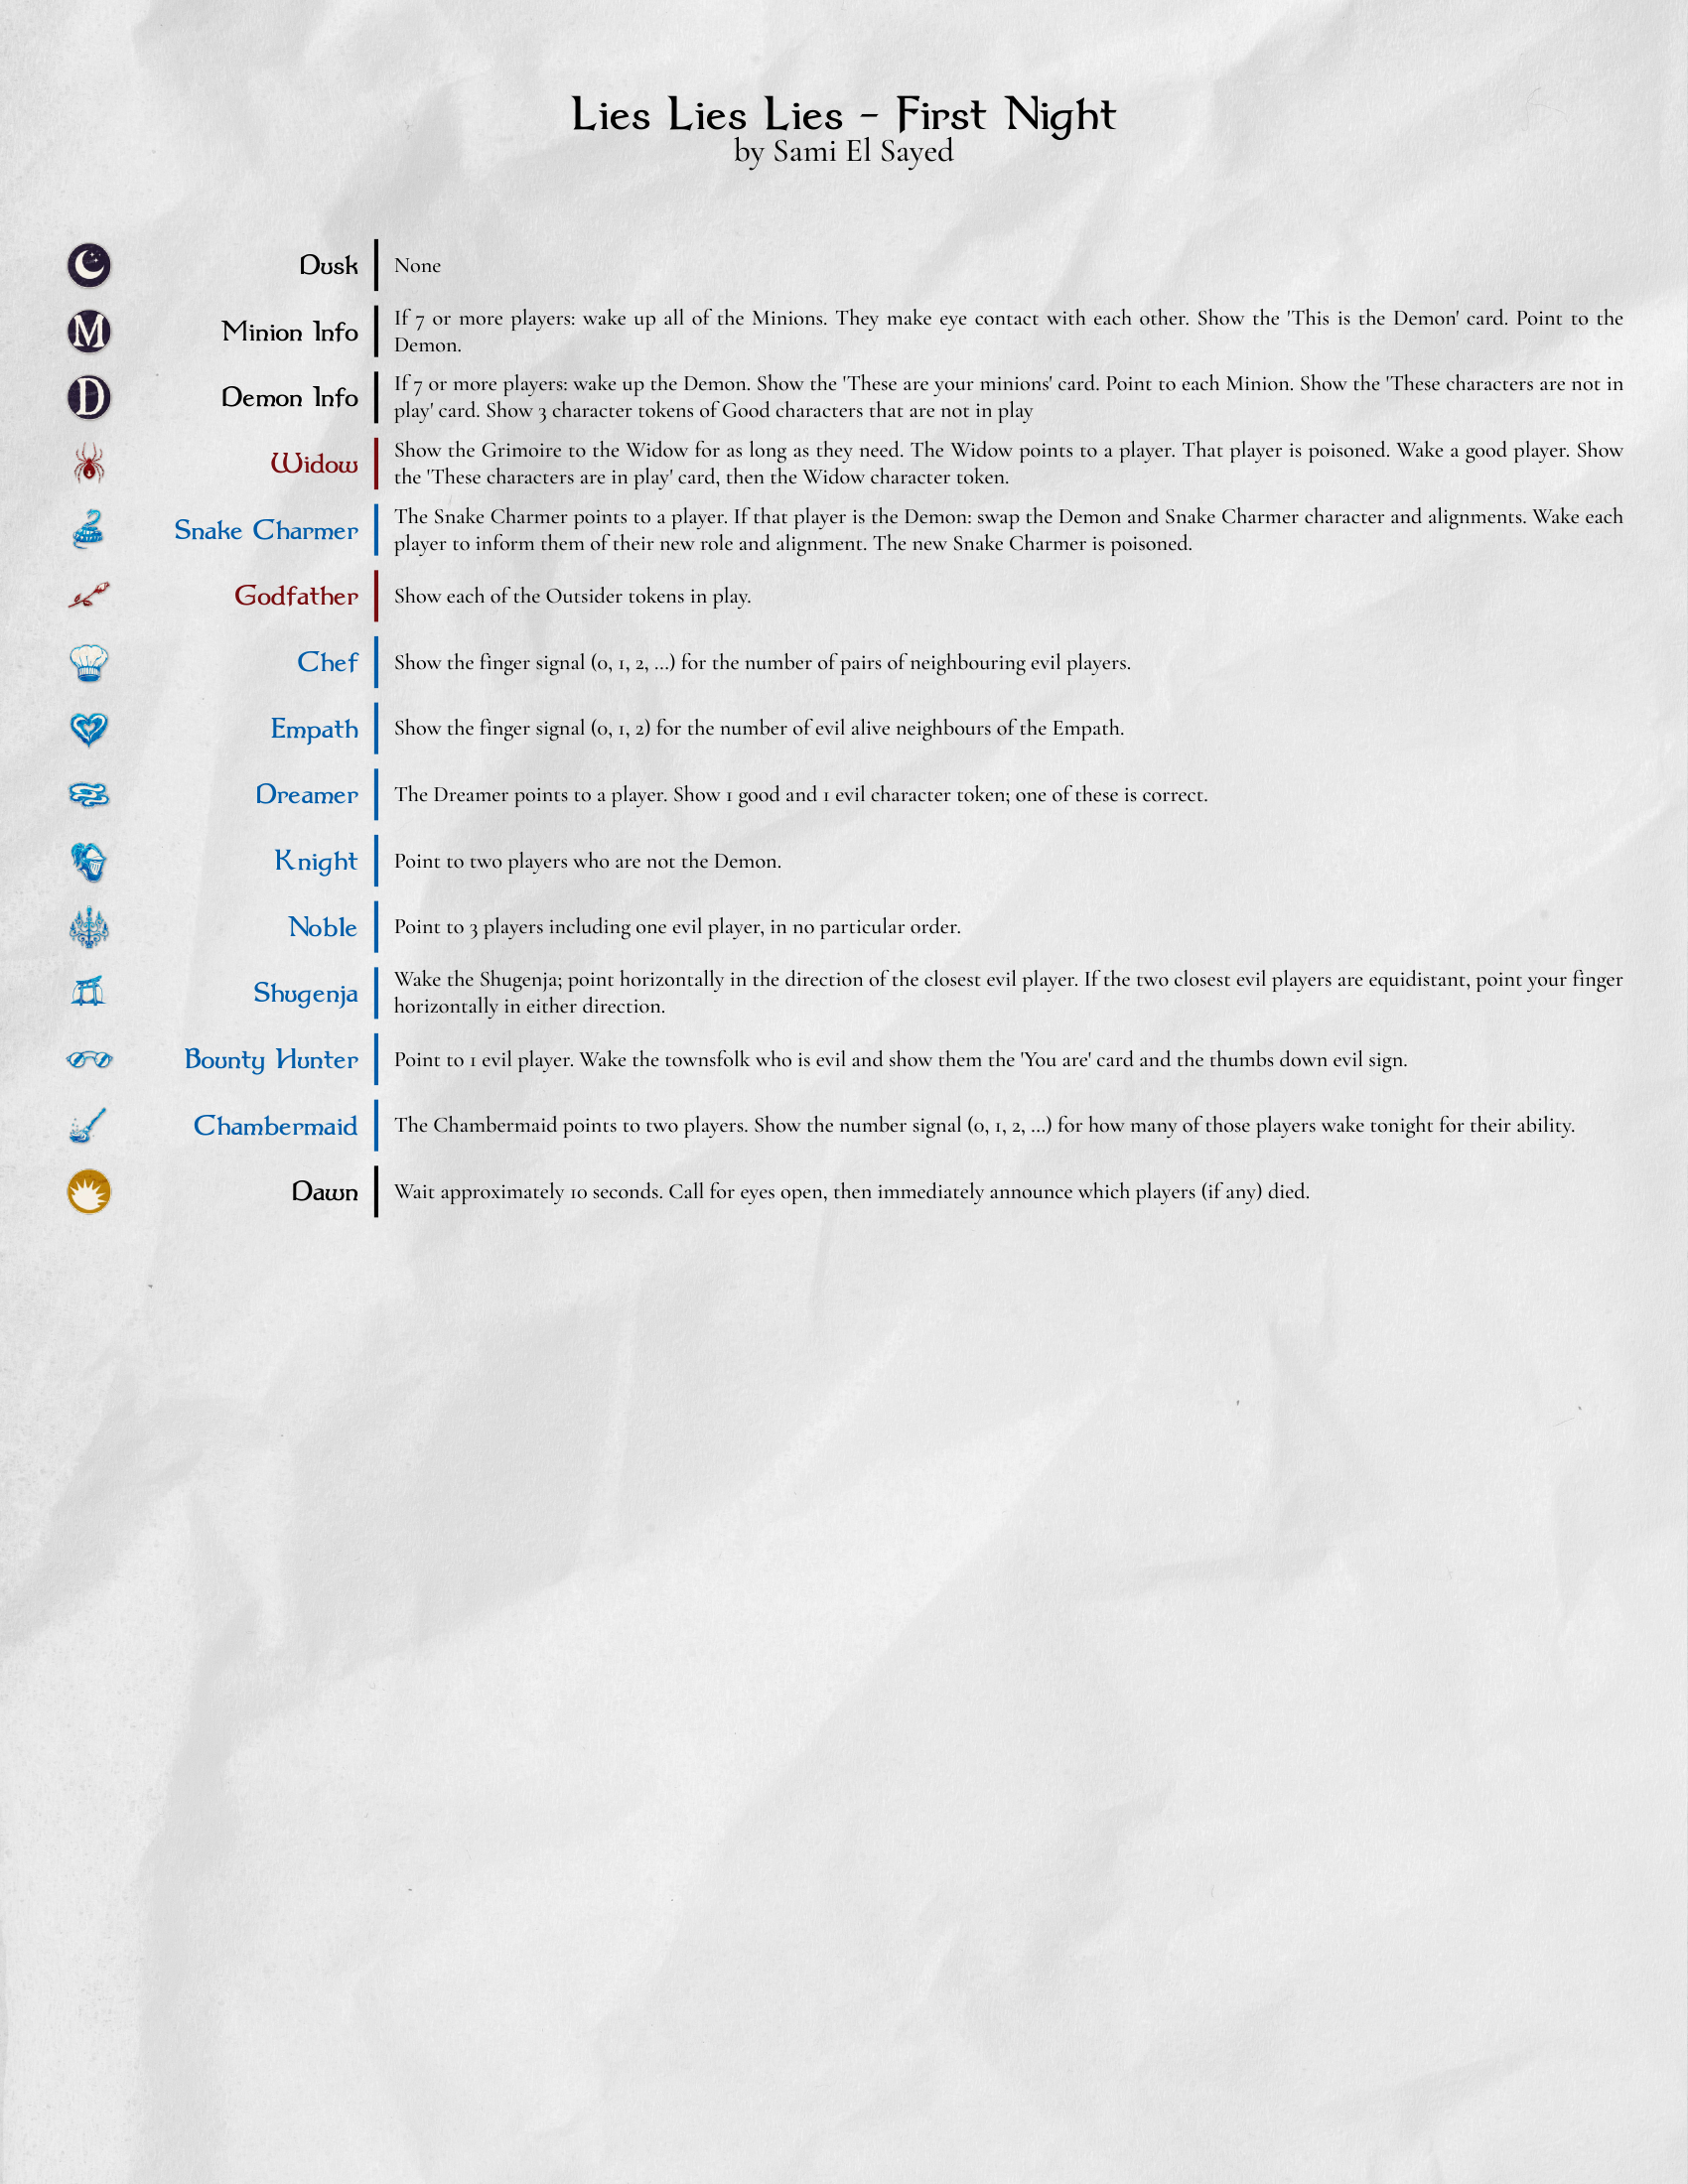 Lies Lies Lies - First Night
by Sami El Sayed
Dusk
None
Minion Info
If 7 or more players: wake up all of the Minions. They make eye contact with each other. Show the 'This is the Demon' card. Point to the
Demon.
Demon Info
If 7 or more players: wake up the Demon. Show the 'These are your minions' card. Point to each Minion. Show the 'These characters are not in
play' card. Show 3 character tokens of Good characters that are not in play
Widow
Show the Grimoire to the Widow for as long as they need. The Widow points to a player. That player is poisoned. Wake a good player. Show
the 'These characters are in play' card, then the Widow character token.
Snake Charmer
The Snake Charmer points to a player. If that player is the Demon: swap the Demon and Snake Charmer character and alignments. Wake each
player to inform them of their new role and alignment. The new Snake Charmer is poisoned.
Godfather
Show each of the Outsider tokens in play.
Chef
Show the finger signal (0, 1, 2, ...) for the number of pairs of neighbouring evil players.
Empath
Show the finger signal (0, 1, 2) for the number of evil alive neighbours of the Empath.
Dreamer
The Dreamer points to a player. Show 1 good and 1 evil character token; one of these is correct.
Knight
Point to two players who are not the Demon.
Noble
Point to 3 players including one evil player, in no particular order.
Shugenja
Wake the Shugenja; point horizontally in the direction of the closest evil player. If the two closest evil players are equidistant, point your finger
horizontally in either direction.
Bounty Hunter
Point to 1 evil player. Wake the townsfolk who is evil and show them the 'You are' card and the thumbs down evil sign.
Chambermaid
The Chambermaid points to two players. Show the number signal (0, 1, 2, ...) for how many of those players wake tonight for their ability.
Dawn
Wait approximately 10 seconds. Call for eyes open, then immediately announce which players (if any) died.